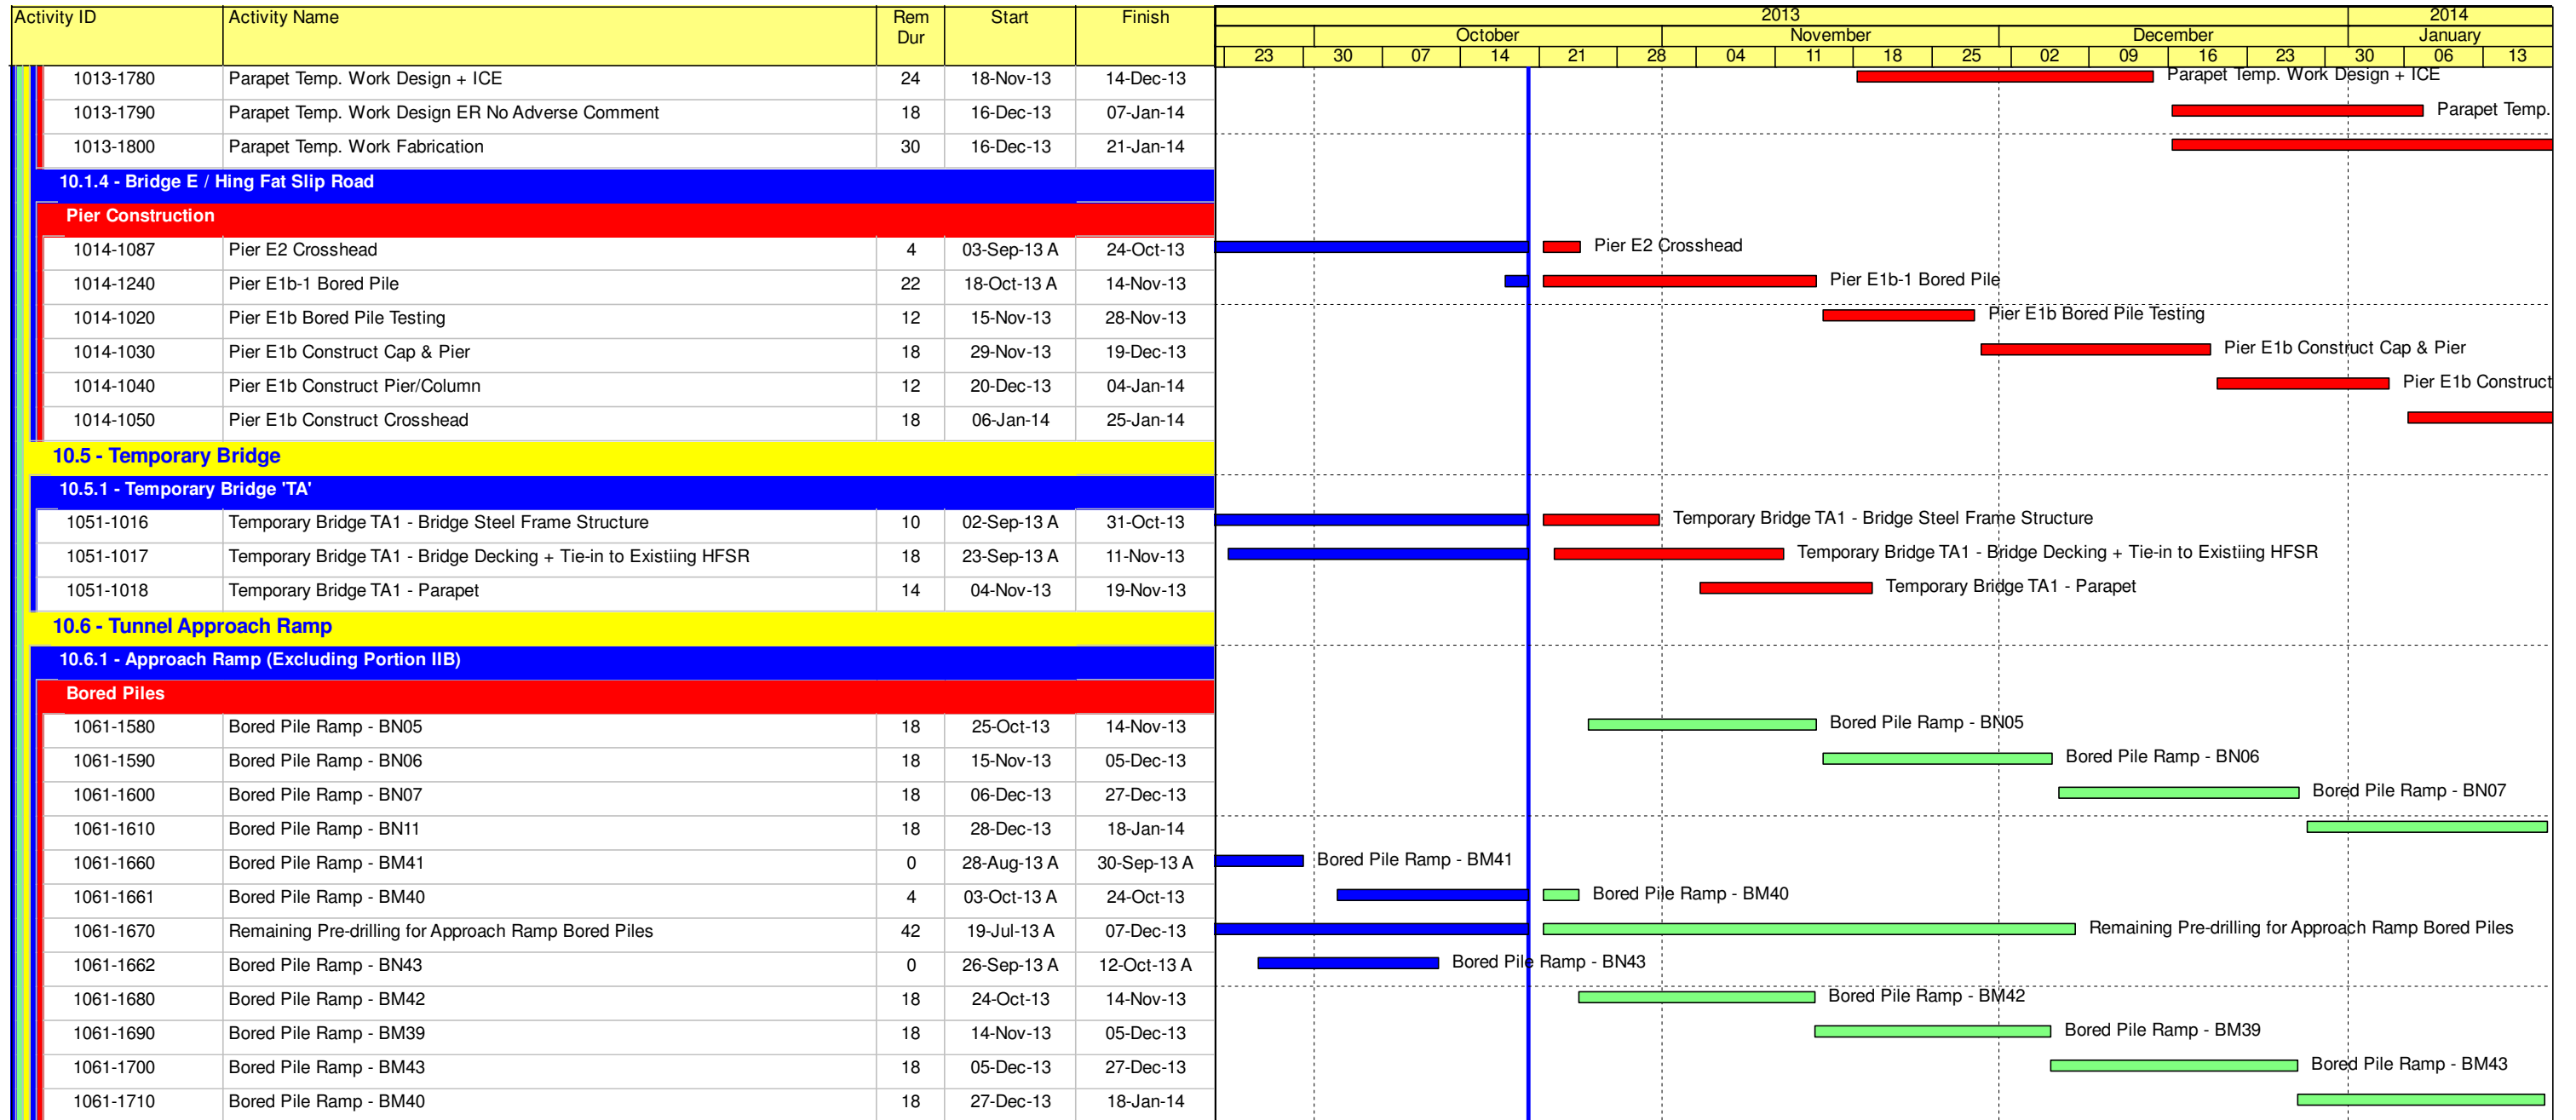 Activity ID Activity Name Rem Dur Start Finish 2013 2014
October November December January
23 30 07 14 21 28 04 11 18 25 02 09 16 23 30 06 13
1013-1780 Parapet Temp. Work Design + ICE 24 18-Nov-13 14-Dec-13 Parapet Temp. Work Design + ICE
1013-1790 Parapet Temp. Work Design ER No Adverse Comment 18 16-Dec-13 07-Jan-14 Parapet Temp.
1013-1800 Parapet Temp. Work Fabrication 30 16-Dec-13 21-Jan-14
10.1.4 - Bridge E / Hing Fat Slip Road
Pier Construction
1014-1087 Pier E2 Crosshead 4 03-Sep-13 A 24-Oct-13 Pier E2 Crosshead
1014-1240 Pier E1b-1 Bored Pile 22 18-Oct-13 A 14-Nov-13 Pier E1b-1 Bored Pile
1014-1020 Pier E1b Bored Pile Testing 12 15-Nov-13 28-Nov-13 Pier E1b Bored Pile Testing
1014-1030 Pier E1b Construct Cap & Pier 18 29-Nov-13 19-Dec-13 Pier E1b Construct Cap & Pier
1014-1040 Pier E1b Construct Pier/Column 12 20-Dec-13 04-Jan-14 Pier E1b Construct
1014-1050 Pier E1b Construct Crosshead 18 06-Jan-14 25-Jan-14
10.5 - Temporary Bridge
10.5.1 - Temporary Bridge 'TA'
1051-1016 Temporary Bridge TA1 - Bridge Steel Frame Structure 10 02-Sep-13 A 31-Oct-13 Temporary Bridge TA1 - Bridge Steel Frame Structure
1051-1017 Temporary Bridge TA1 - Bridge Decking + Tie-in to Existiing HFSR 18 23-Sep-13 A 11-Nov-13 Temporary Bridge TA1 - Bridge Decking + Tie-in to Existiing HFSR
1051-1018 Temporary Bridge TA1 - Parapet 14 04-Nov-13 19-Nov-13 Temporary Bridge TA1 - Parapet
10.6 - Tunnel Approach Ramp
10.6.1 - Approach Ramp (Excluding Portion IIB)
Bored Piles
1061-1580 Bored Pile Ramp - BN05 18 25-Oct-13 14-Nov-13 Bored Pile Ramp - BN05
1061-1590 Bored Pile Ramp - BN06 18 15-Nov-13 05-Dec-13 Bored Pile Ramp - BN06
1061-1600 Bored Pile Ramp - BN07 18 06-Dec-13 27-Dec-13 Bored Pile Ramp - BN07
1061-1610 Bored Pile Ramp - BN11 18 28-Dec-13 18-Jan-14
1061-1660 Bored Pile Ramp - BM41 0 28-Aug-13 A 30-Sep-13 A Bored Pile Ramp - BM41
1061-1661 Bored Pile Ramp - BM40 4 03-Oct-13 A 24-Oct-13 Bored Pile Ramp - BM40
1061-1670 Remaining Pre-drilling for Approach Ramp Bored Piles 42 19-Jul-13 A 07-Dec-13 Remaining Pre-drilling for Approach Ramp Bored Piles
1061-1662 Bored Pile Ramp - BN43 0 26-Sep-13 A 12-Oct-13 A Bored Pile Ramp - BN43
1061-1680 Bored Pile Ramp - BM42 18 24-Oct-13 14-Nov-13 Bored Pile Ramp - BM42
1061-1690 Bored Pile Ramp - BM39 18 14-Nov-13 05-Dec-13 Bored Pile Ramp - BM39
1061-1700 Bored Pile Ramp - BM43 18 05-Dec-13 27-Dec-13 Bored Pile Ramp - BM43
1061-1710 Bored Pile Ramp - BM40 18 27-Dec-13 18-Jan-14